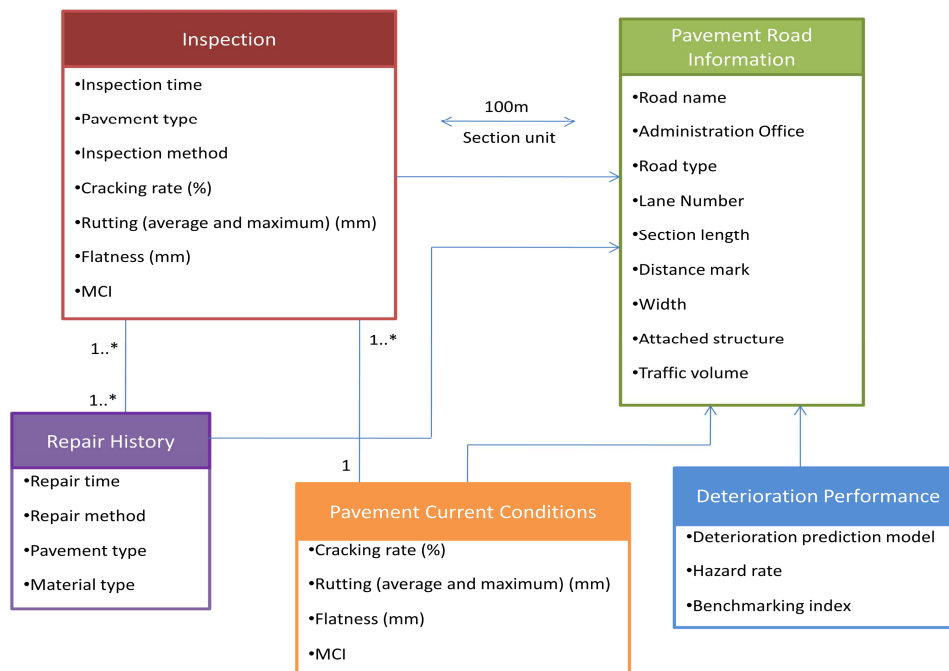 Inspection
•Inspection time
•Pavement type
•Inspection method
•Cracking rate (%)
•Rutting (average and maximum) (mm)
•Flatness (mm)
•MCI
100m
Section unit
Pavement Road
Information
•Road name
•Administration Office
•Road type
•Lane Number
•Section length
•Distance mark
•Width
•Attached structure
•Traffic volume
1..*
1..*
1..*
1
Repair History
•Repair time
•Repair method
•Pavement type
•Material type
Pavement Current Conditions
•Cracking rate (%)
•Rutting (average and maximum) (mm)
•Flatness (mm)
•MCI
Deterioration Performance
•Deterioration prediction model
•Hazard rate
•Benchmarking index